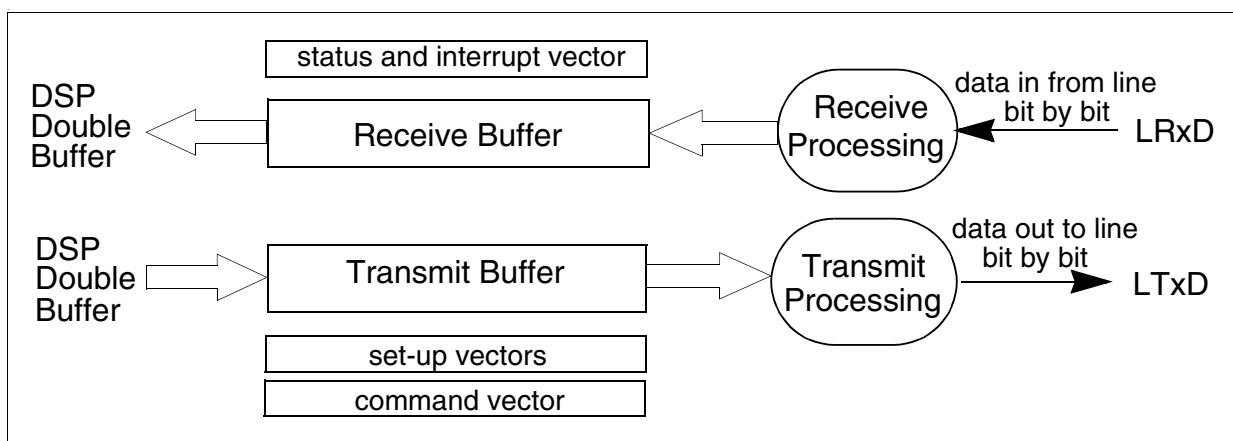 status and interrupt vector
DSP
Double
Buffer
Receive Buffer
Receive
Processing
data in from line
bit by bit
LRxD
DSP
Double
Buffer
Transmit Buffer
Transmit
Processing
data out to line
bit by bit
LTxD
set-up vectors
command vector